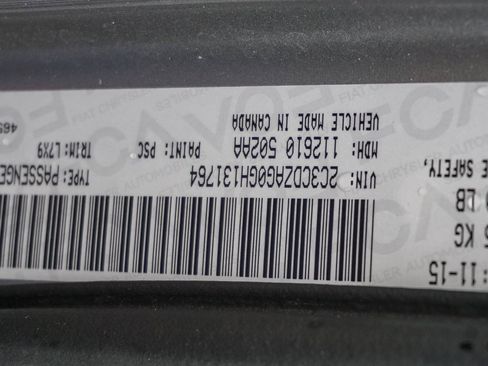 :11-15
KG
LB
E SAFETY,
VIN: 2C3CDZAG0GH131764 TYPE: PASSENGE
MDH: 112610 502AA PAINT: PSC TRIM: L7X9
VEHICLE MADE IN CANADA 465